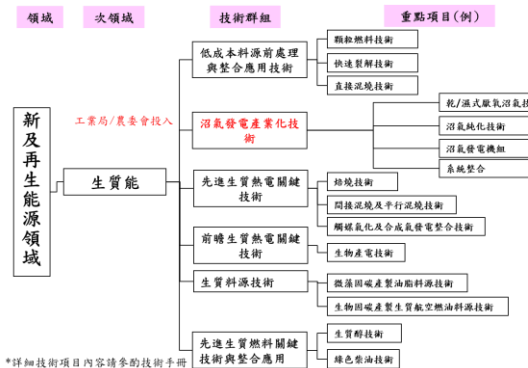 領域
次領域
技術群組
重點項目(例)
新及再生能源領域
工業局/農委會投入
生質能
低成本料源前處理
與整合應用技術
顆粒燃料技術
快速裂解技術
直接混燒技術
沼氣發電產業化技
術
乾/濕式厭氧沼氣技
沼氣純化技術
沼氣發電機組
系統整合
先進生質熱電關鍵
技術
焙燒技術
間接混燒及平行混燒技術
觸媒氣化及合成氣發電整合技術
前瞻生質熱電關鍵
技術
生物產電技術
生質料源技術
微藻固碳產製油脂料源技術
生物固碳產製生質航空燃油料源技術
先進生質燃料關鍵
技術與整合應用
生質醇技術
綠色柴油技術
*詳細技術項目內容請參酌技術手冊